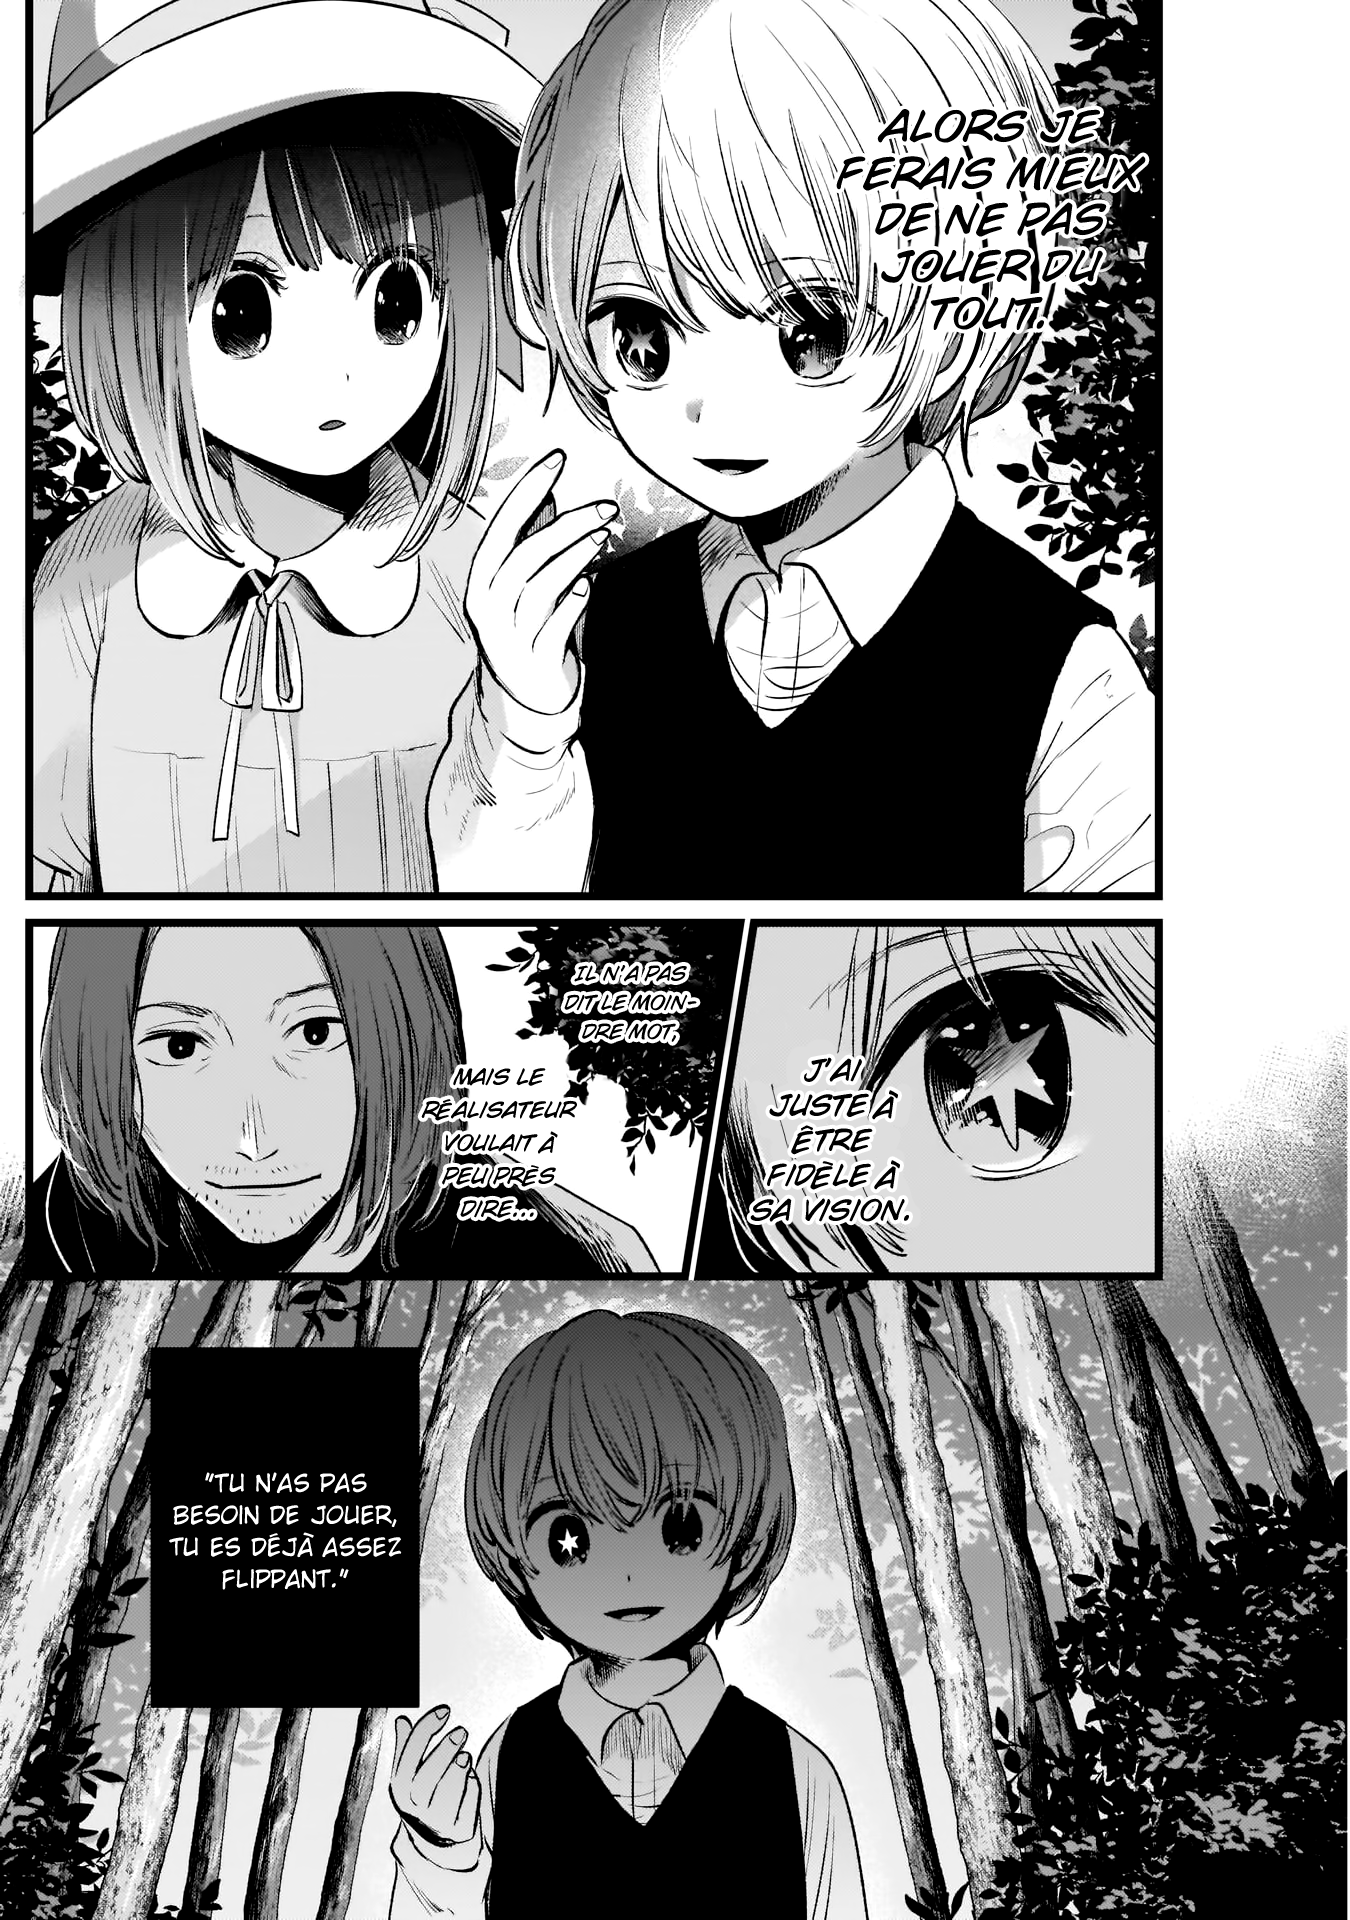 ALORS JE
FERAIS MIEUX
DE NE PAS
JOUER DU
TOUT.
IL N'A PAS
DIT LE MOIN-
DRE MOT,
MAIS LE
RÉALISATEUR
VOULAIT À
PEU PRÈS
DIRE...
J'AI
JUSTE À
ÊTRE
FIDÈLE À
SA VISION.
"TU N'AS PAS
BESOIN DE JOUER,
TU ES DÉJÀ ASSEZ
FLIPPANT."